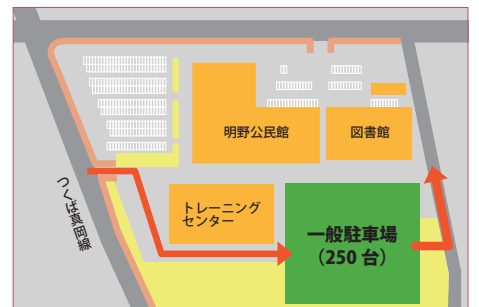 明野公民館
図書館
つくば真岡線
トレーニング
センター
一般駐車場
（250 台）